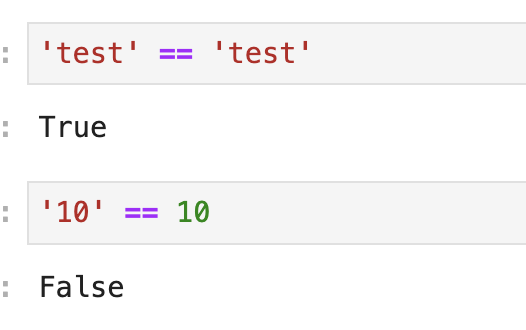 : 'test' == 'test'
: True
: '10' == 10
: False